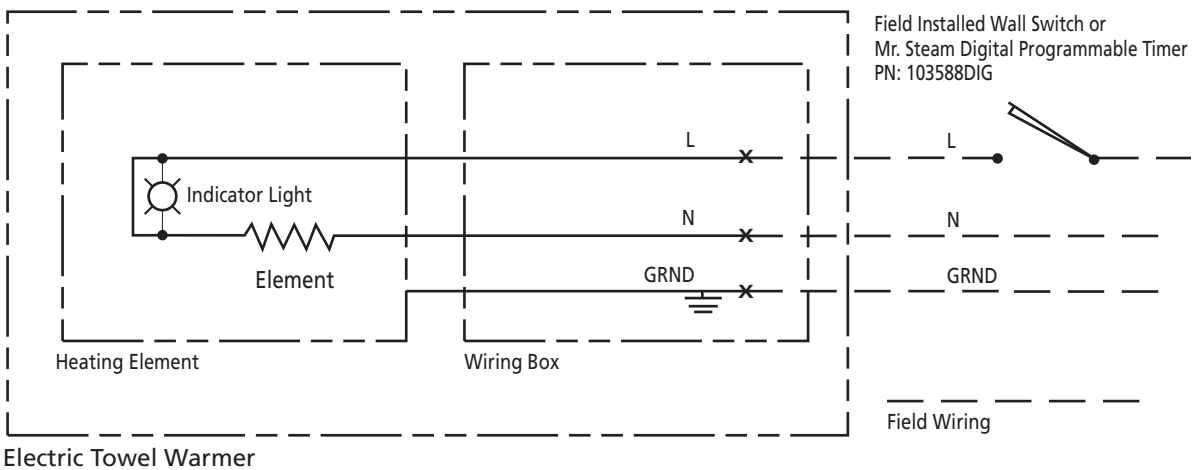 Field Installed Wall Switch or
Mr. Steam Digital Programmable Timer
PN: 103588DIG
L
L
Indicator Light
N
N
Element
GRND
GRND
Heating Element
Wiring Box
Field Wiring
Electric Towel Warmer